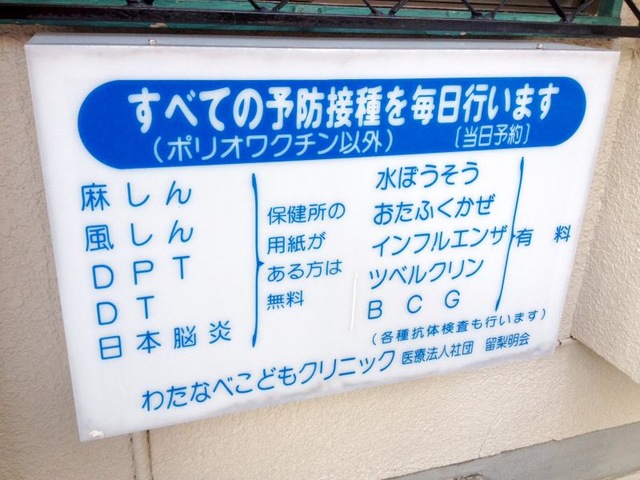 すべての予防接種を毎日行います
(ポリオワクチン以外) [当日予約]
麻しん
風しん
DPT
DT
日本脳炎
保健所の
用紙が
ある方は
無料
水ぼうそう
おたふくかぜ
インフルエンザ
ツベルクリン
BCG
有料
(各種抗体検査も行います)
わたなべこどもクリニック 医療法人社団 留梨明会